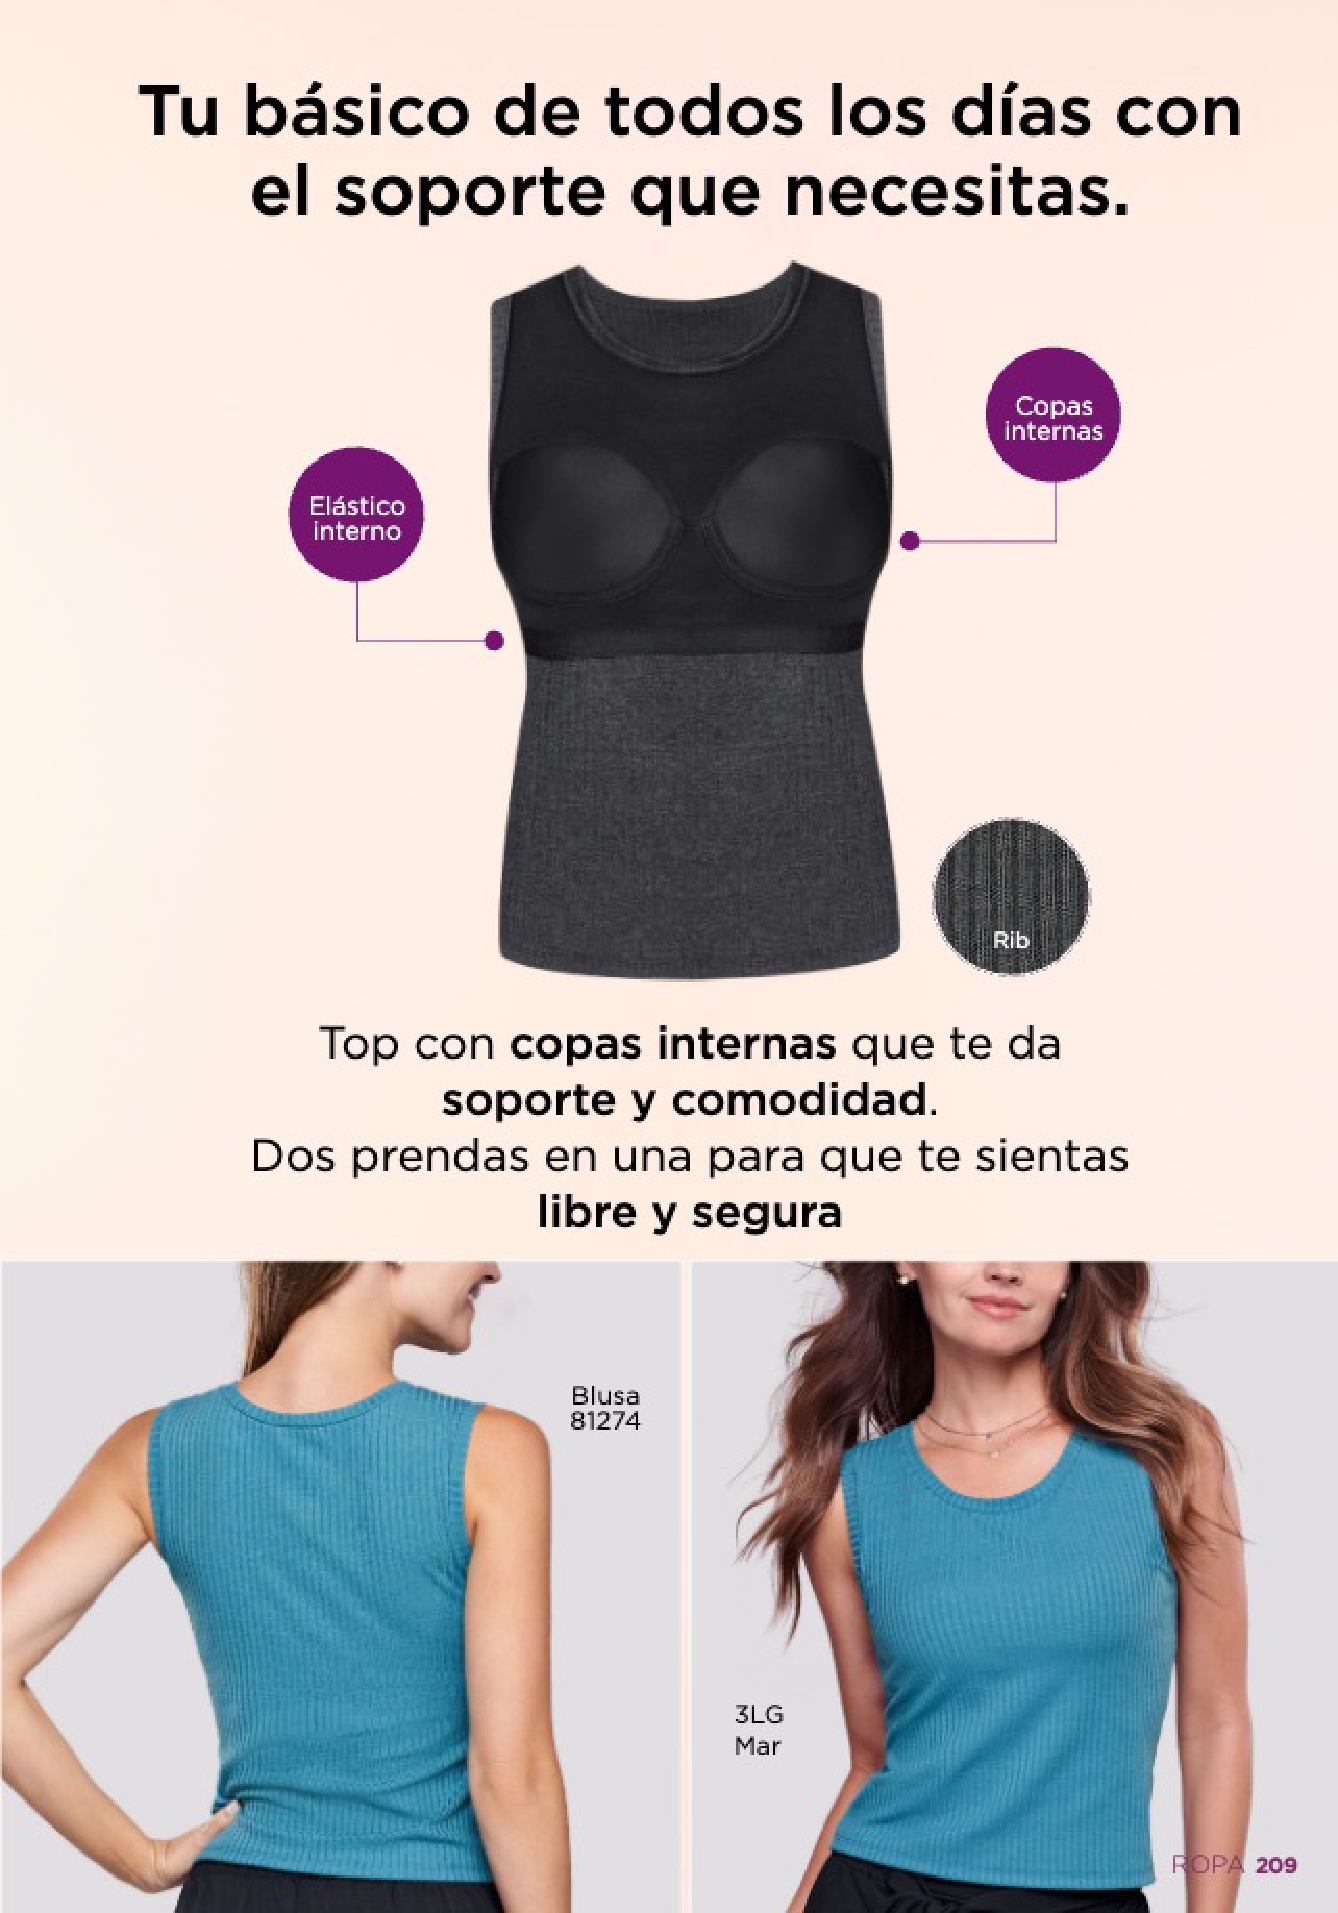 Tu básico de todos los días con
el soporte que necesitas.
Copas
internas
Elástico
interno
Rib
Top con copas internas que te da
soporte y comodidad.
Dos prendas en una para que te sientas
libre y segura
Blusa
81274
3LG
Mar
ROPA 209